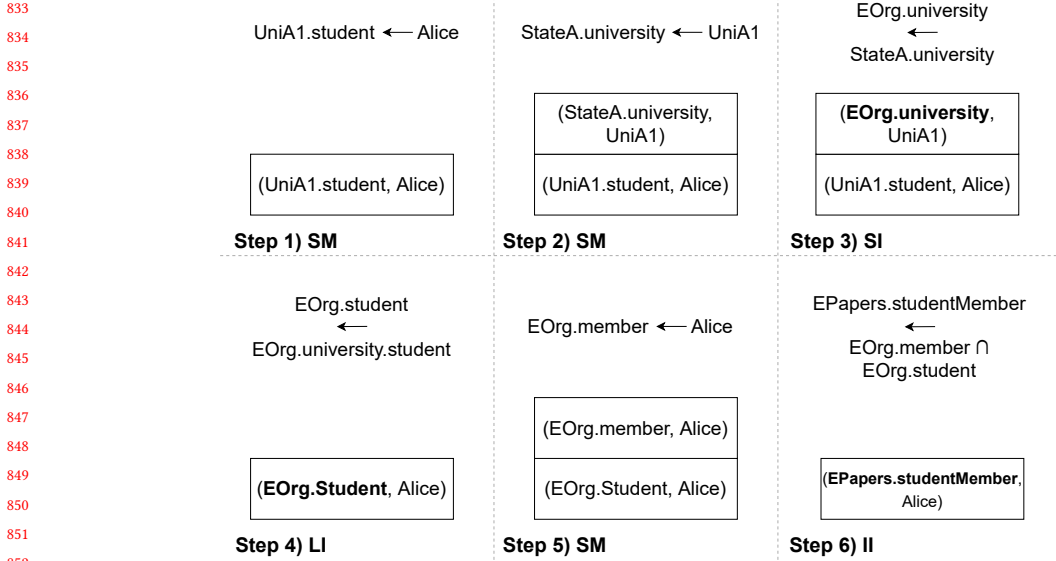 833
834
835
836
837
838
839
840
841
842
843
844
845
846
847
848
849
850
851
UniA1.student ⟵ Alice
(UniA1.student, Alice)
Step 1) SM
StateA.university ⟵ UniA1
(StateA.university,
UniA1)
(UniA1.student, Alice)
Step 2) SM
EOrg.university
⟵
StateA.university
(EOrg.university,
UniA1)
(UniA1.student, Alice)
Step 3) SI
EOrg.student
⟵
EOrg.university.student
(EOrg.Student, Alice)
Step 4) LI
EOrg.member ⟵ Alice
(EOrg.member, Alice)
(EOrg.Student, Alice)
Step 5) SM
EPapers.studentMember
⟵
EOrg.member ∩
EOrg.student
(EPapers.studentMember,
Alice)
Step 6) II